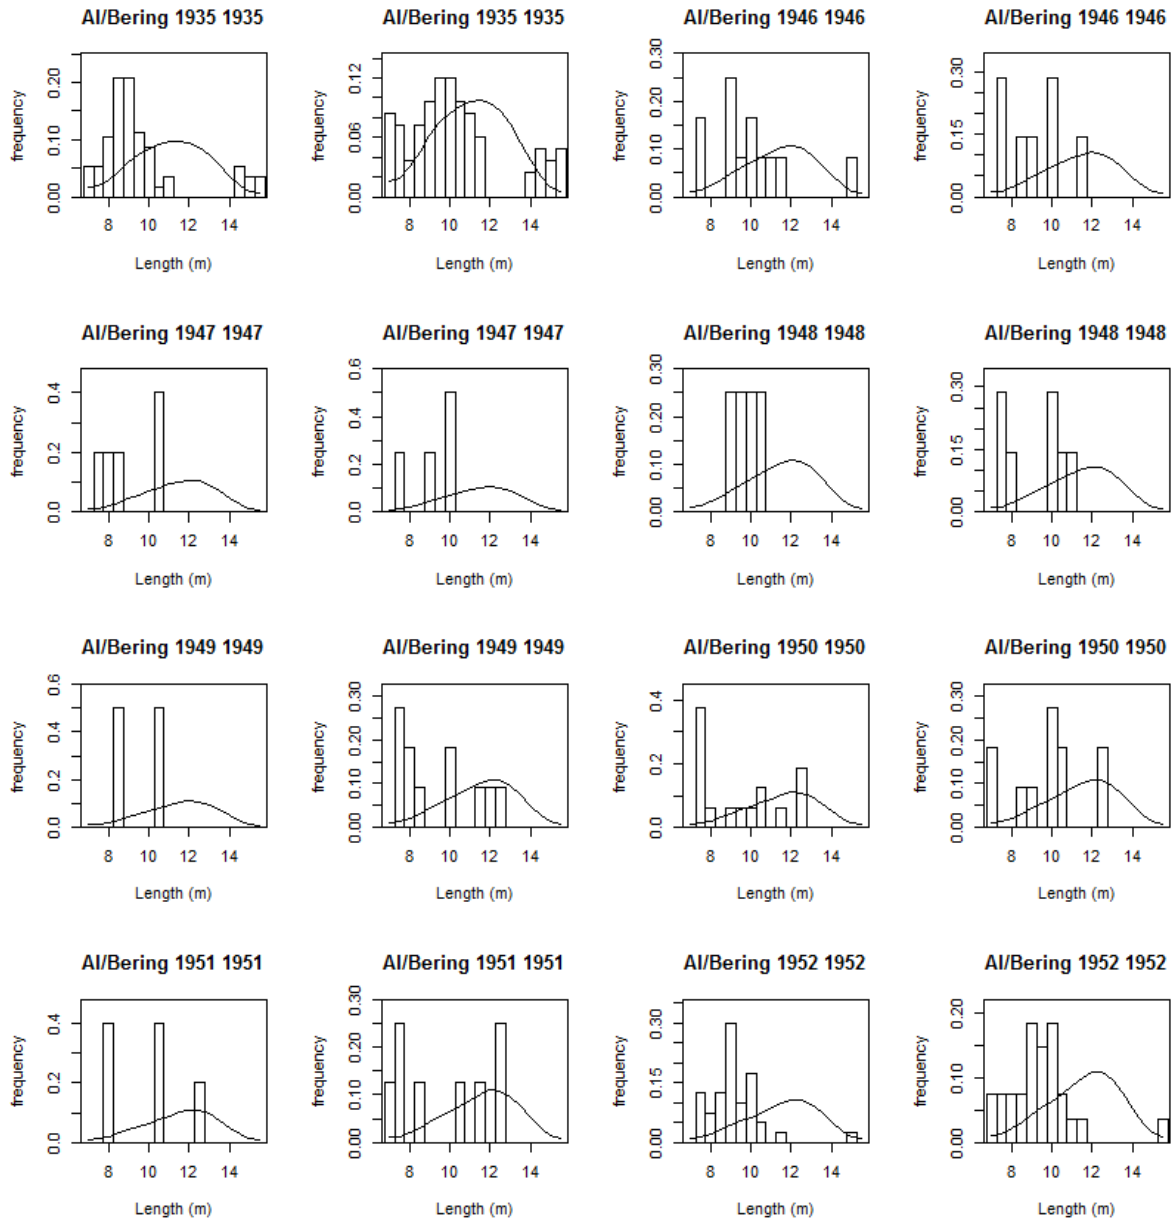 AI/Bering 1935 1935 AI/Bering 1935 1935 AI/Bering 1946 1946 AI/Bering 1946 1946
frequency 0.00 0.10 0.20 frequency 0.00 0.06 0.12 frequency 0.00 0.10 0.20 0.30 frequency 0.00 0.15 0.30
8 10 12 14 8 10 12 14 8 10 12 14 8 10 12 14
Length (m) Length (m) Length (m) Length (m)
AI/Bering 1947 1947 AI/Bering 1947 1947 AI/Bering 1948 1948 AI/Bering 1948 1948
frequency 0.0 0.2 0.4 frequency 0.0 0.2 0.4 0.6 frequency 0.00 0.10 0.20 0.30 frequency 0.00 0.15 0.30
8 10 12 14 8 10 12 14 8 10 12 14 8 10 12 14
Length (m) Length (m) Length (m) Length (m)
AI/Bering 1949 1949 AI/Bering 1949 1949 AI/Bering 1950 1950 AI/Bering 1950 1950
frequency 0.0 0.2 0.4 0.6 frequency 0.00 0.10 0.20 0.30 frequency 0.0 0.2 0.4 frequency 0.00 0.10 0.20 0.30
8 10 12 14 8 10 12 14 8 10 12 14 8 10 12 14
Length (m) Length (m) Length (m) Length (m)
AI/Bering 1951 1951 AI/Bering 1951 1951 AI/Bering 1952 1952 AI/Bering 1952 1952
frequency 0.0 0.2 0.4 frequency 0.00 0.10 0.20 0.30 frequency 0.00 0.15 0.30 frequency 0.00 0.10 0.20
8 10 12 14 8 10 12 14 8 10 12 14 8 10 12 14
Length (m) Length (m) Length (m) Length (m)